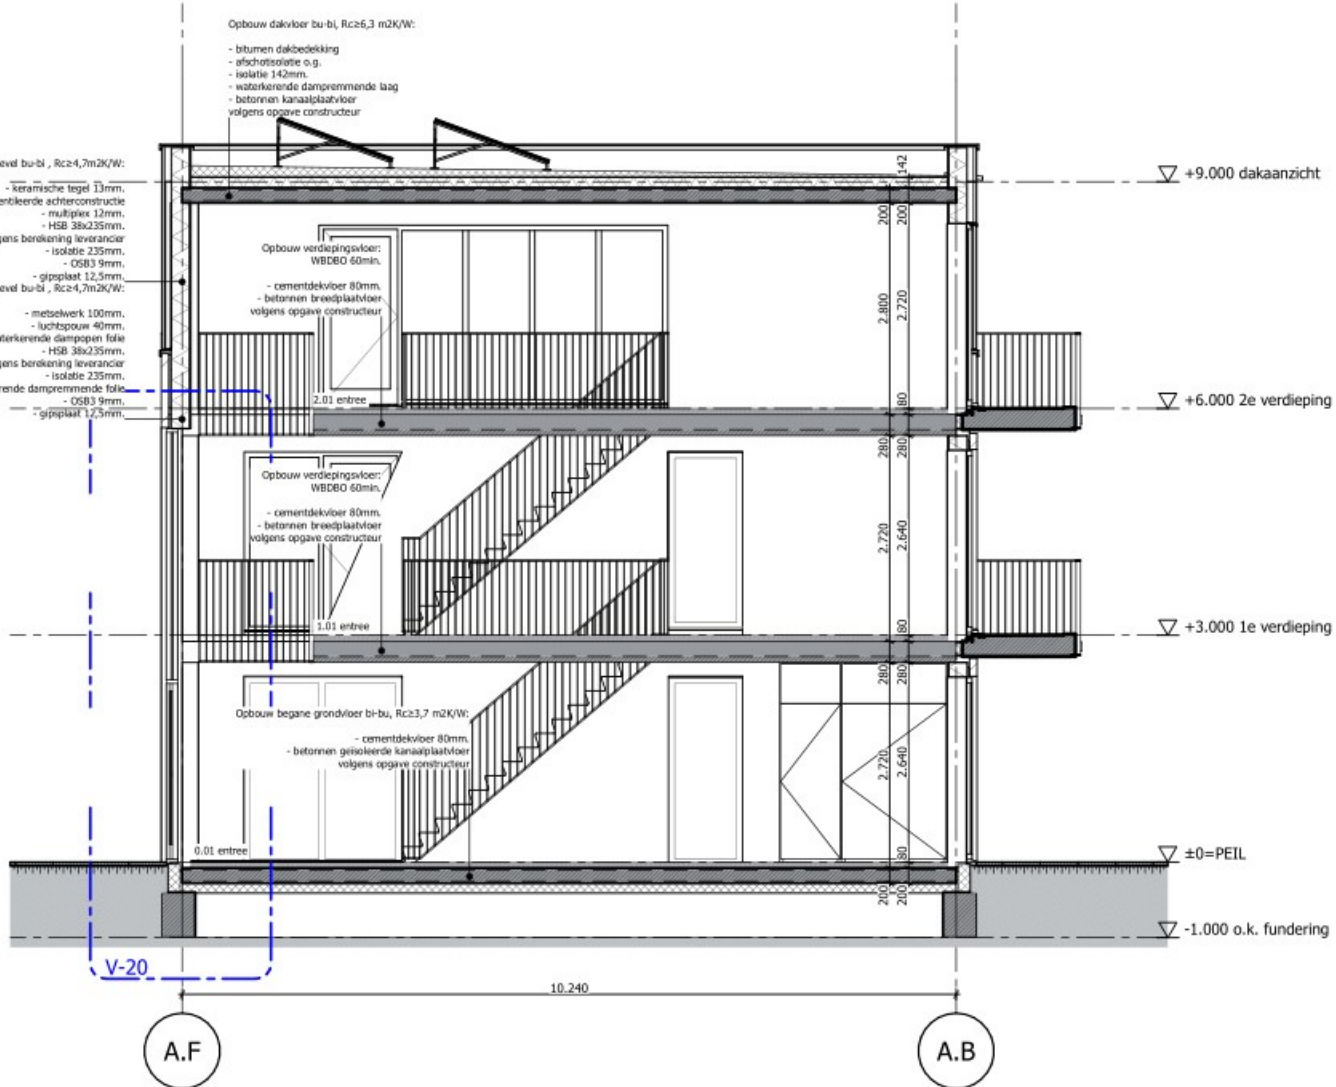 Opbouw dakvloer bu-bi, Rc≥6,3 m2K/W:
- bitumen dakbedekking
- afschotisolatie o.g.
- isolatie 142mm.
- waterkerende dampremmende laag
- betonnen kanaalplaatvloer
volgens opgave constructeur
evel bu-bi , Rc≥4,7m2K/W:
- keramische tegel 13mm.
entileerde achterconstructie
- multiplex 12mm.
- HSB 38x235mm.
gens berekening leverancier
- isolatie 235mm.
- OSB3 9mm.
- gipsplaat 12,5mm.
evel bu-bi , Rc≥4,7m2K/W:
- metselwerk 100mm.
- luchtspouw 40mm.
aterkerende dampopen folie
- HSB 38x235mm.
gens berekening leverancier
- isolatie 235mm.
rende dampremmende folie
- OSB3 9mm.
- gipsplaat 12,5mm.
Opbouw verdiepingsvloer:
WBDBO 60min.
- cementdekvloer 80mm.
- betonnen breedplaatvloer
volgens opgave constructeur
2.01 entree
Opbouw verdiepingsvloer:
WBDBO 60min.
- cementdekvloer 80mm.
- betonnen breedplaatvloer
volgens opgave constructeur
1.01 entree
Opbouw begane grondvloer bi-bu, Rc≥3,7 m2K/W:
- cementdekvloer 80mm.
- betonnen geïsoleerde kanaalplaatvloer
volgens opgave constructeur
0.01 entree
142
200
200
2.800
2.720
80
280
280
2.720
2.640
80
280
280
2.720
2.640
80
200
200
+9.000 dakaanzicht
+6.000 2e verdieping
+3.000 1e verdieping
±0=PEIL
-1.000 o.k. fundering
V-20
10.240
A.F
A.B